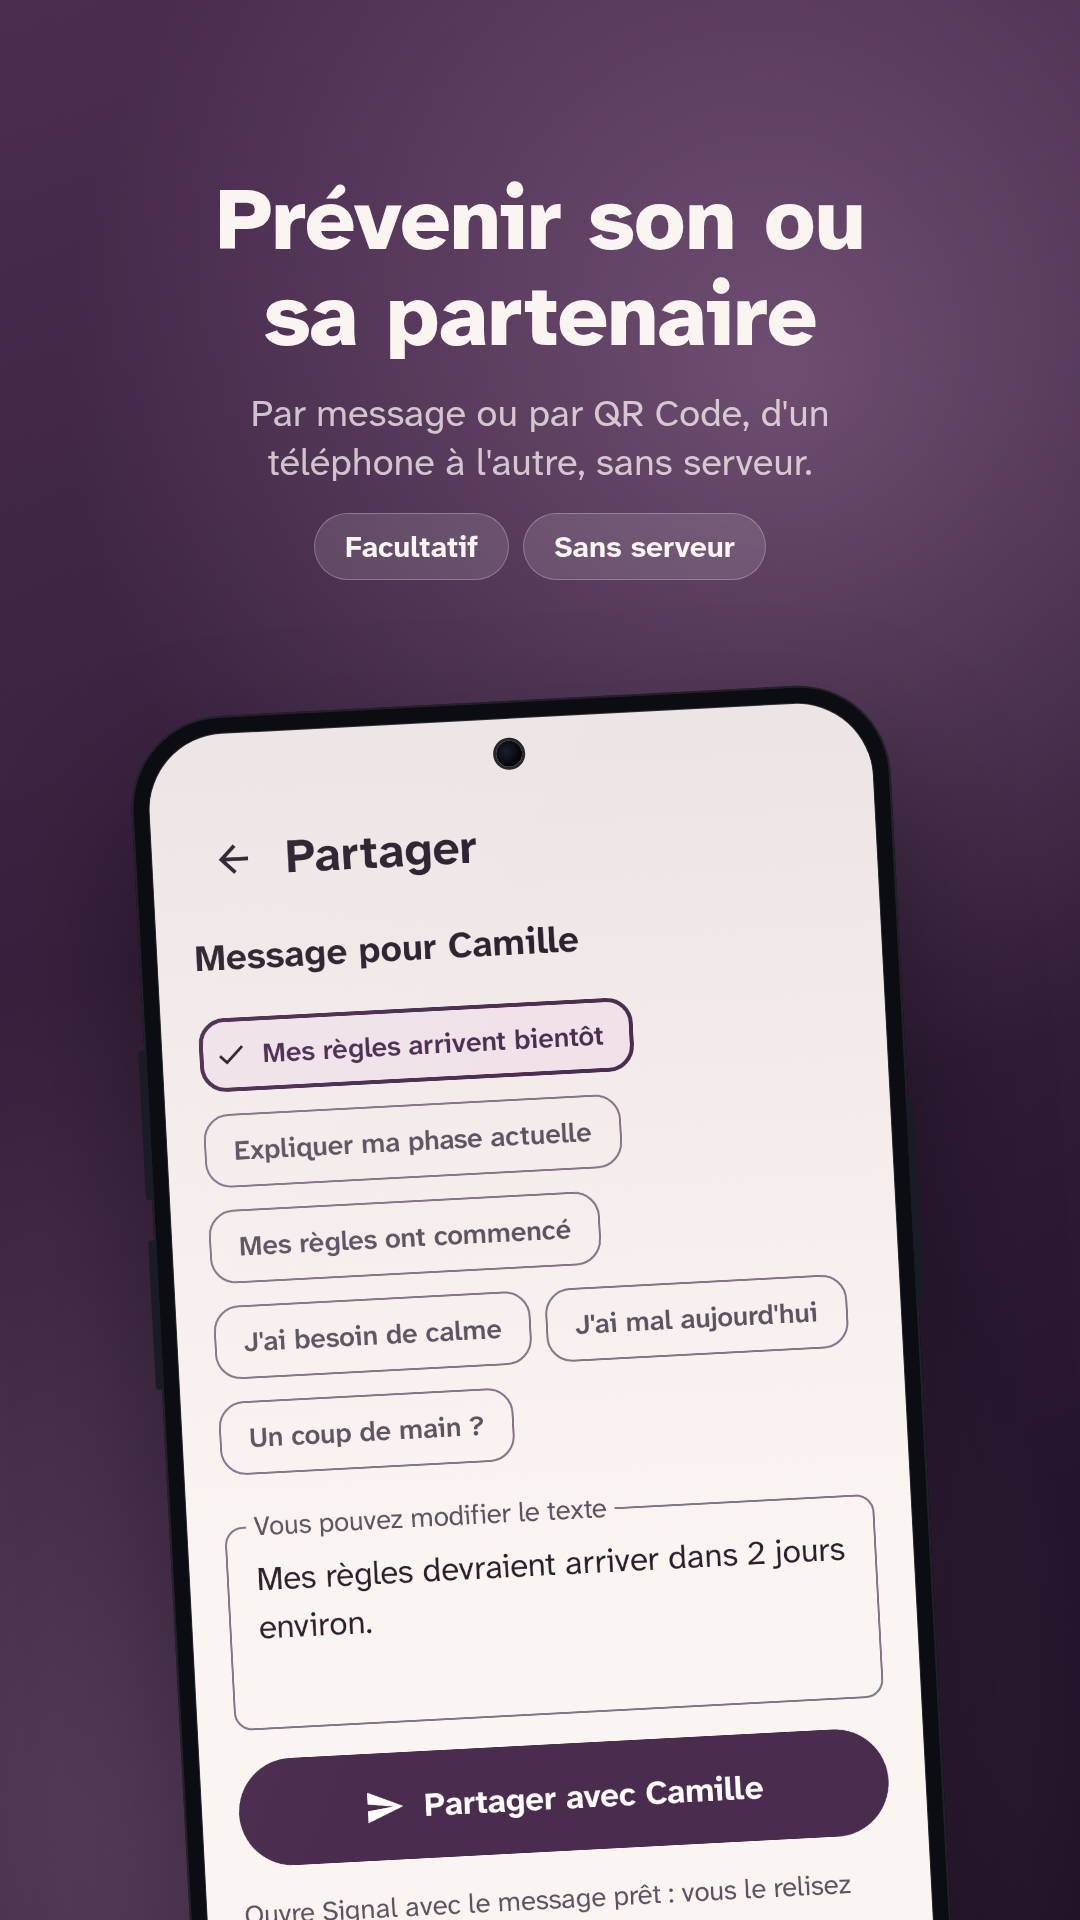 Prévenir son ou
sa partenaire
Par message ou par QR Code, d'un
téléphone à l'autre, sans serveur.
Facultatif
Sans serveur
Partager
Message pour Camille
Mes règles arrivent bientôt
Expliquer ma phase actuelle
Mes règles ont commencé
J'ai besoin de calme
J'ai mal aujourd'hui
Un coup de main ?
Vous pouvez modifier le texte
Mes règles devraient arriver dans 2 jours
environ.
Partager avec Camille
Ouvre Signal avec le message prêt : vous le relisez